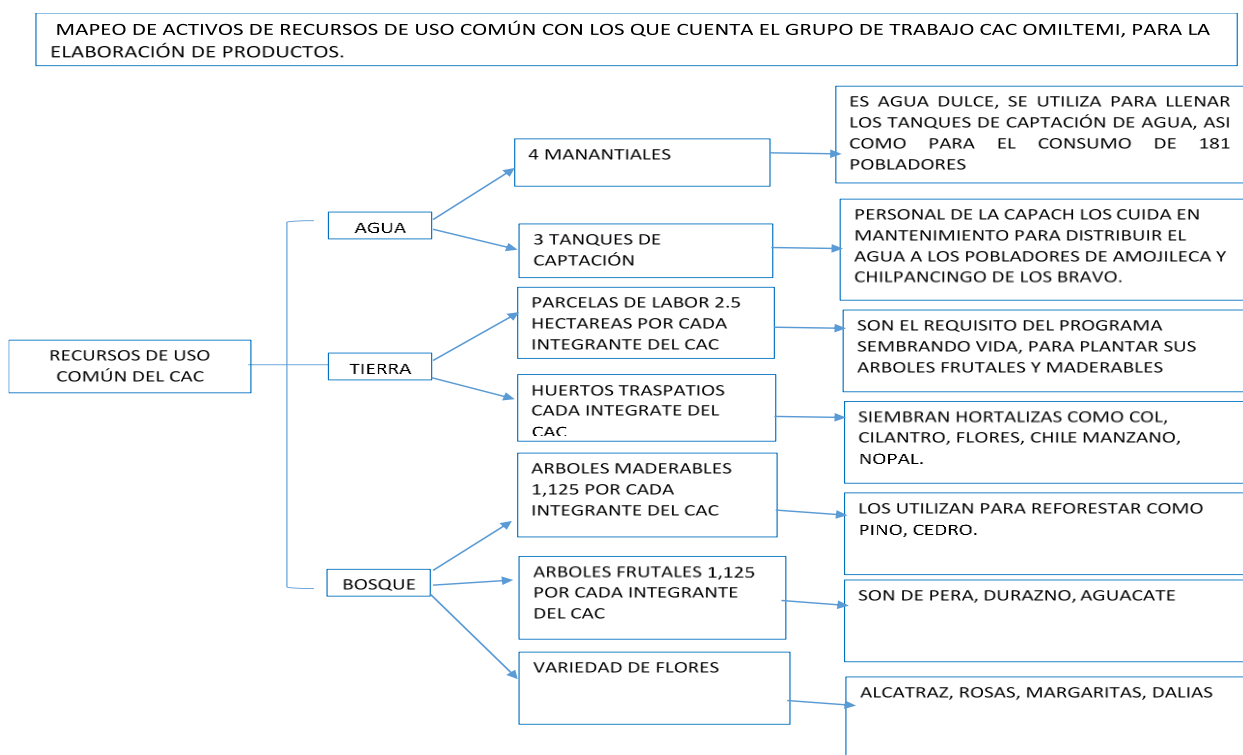 MAPEO DE ACTIVOS DE RECURSOS DE USO COMÚN CON LOS QUE CUENTA EL GRUPO DE TRABAJO CAC OMILTEMI, PARA LA
ELABORACIÓN DE PRODUCTOS.
RECURSOS DE USO
COMÚN DEL CAC
AGUA
4 MANANTIALES
ES AGUA DULCE, SE UTILIZA PARA LLENAR
LOS TANQUES DE CAPTACIÓN DE AGUA, ASI
COMO PARA EL CONSUMO DE 181
POBLADORES
3 TANQUES DE
CAPTACIÓN
PERSONAL DE LA CAPACH LOS CUIDA EN
MANTENIMIENTO PARA DISTRIBUIR EL
AGUA A LOS POBLADORES DE AMOJILECA Y
CHILPANCINGO DE LOS BRAVO.
TIERRA
PARCELAS DE LABOR 2.5
HECTAREAS POR CADA
INTEGRANTE DEL CAC
SON EL REQUISITO DEL PROGRAMA
SEMBRANDO VIDA, PARA PLANTAR SUS
ARBOLES FRUTALES Y MADERABLES
HUERTOS TRASPATIOS
CADA INTEGRATE DEL
CAC
SIEMBRAN HORTALIZAS COMO COL,
CILANTRO, FLORES, CHILE MANZANO,
NOPAL.
BOSQUE
ARBOLES MADERABLES
1,125 POR CADA
INTEGRANTE DEL CAC
LOS UTILIZAN PARA REFORESTAR COMO
PINO, CEDRO.
ARBOLES FRUTALES 1,125
POR CADA INTEGRANTE
DEL CAC
SON DE PERA, DURAZNO, AGUACATE
VARIEDAD DE FLORES
ALCATRAZ, ROSAS, MARGARITAS, DALIAS